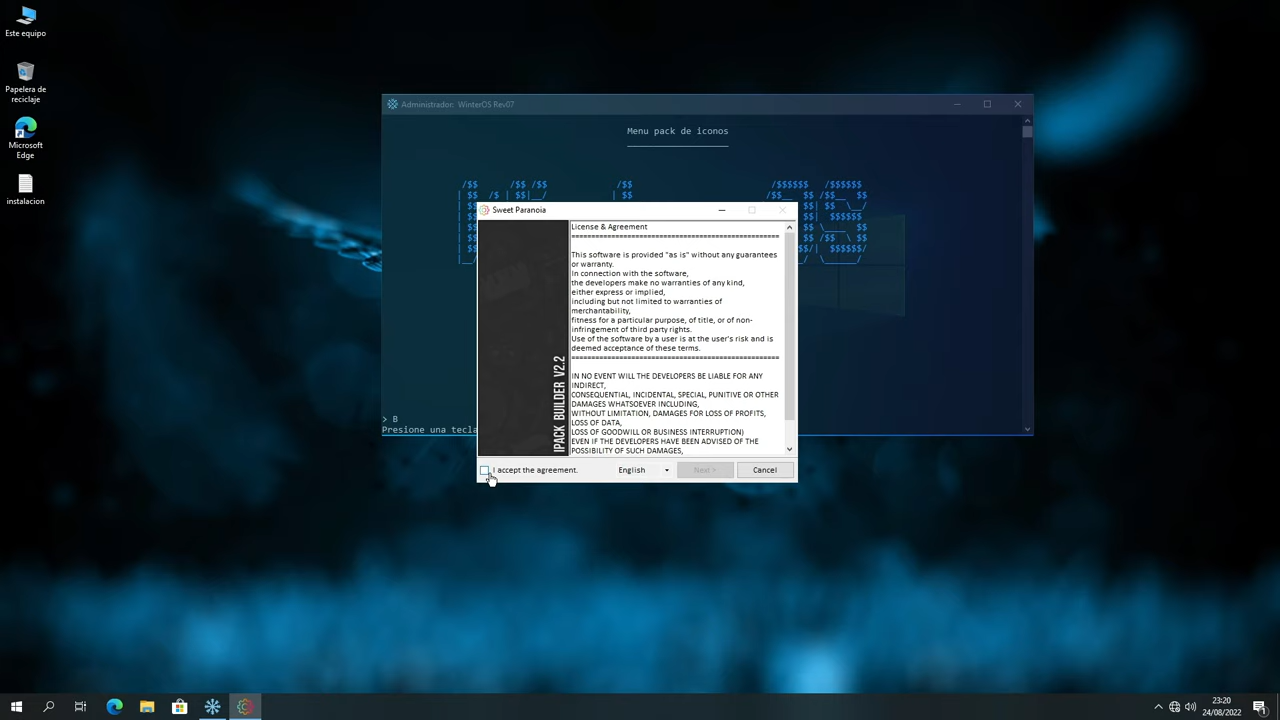 Este equipo
Papelera de
reciclaje
Microsoft
Edge
instalacion
Administrador: WinterOS Rev07
Menu pack de iconos
> B
Presione una tecla
Sweet Paranoia
IPACK BUILDER V2.2
License & Agreement
====================================================
This software is provided "as is" without any guarantees
or warranty.
In connection with the software,
the developers make no warranties of any kind,
either express or implied,
including but not limited to warranties of
merchantability,
fitness for a particular purpose, of title, or of non-
infringement of third party rights.
Use of the software by a user is at the user's risk and is
deemed acceptance of these terms.
====================================================
IN NO EVENT WILL THE DEVELOPERS BE LIABLE FOR ANY
INDIRECT,
CONSEQUENTIAL, INCIDENTAL, SPECIAL, PUNITIVE OR OTHER
DAMAGES WHATSOEVER INCLUDING,
WITHOUT LIMITATION, DAMAGES FOR LOSS OF PROFITS,
LOSS OF DATA,
LOSS OF GOODWILL OR BUSINESS INTERRUPTION)
EVEN IF THE DEVELOPERS HAVE BEEN ADVISED OF THE
POSSIBILITY OF SUCH DAMAGES,
I accept the agreement.
English
Next >
Cancel
23:20
24/08/2022